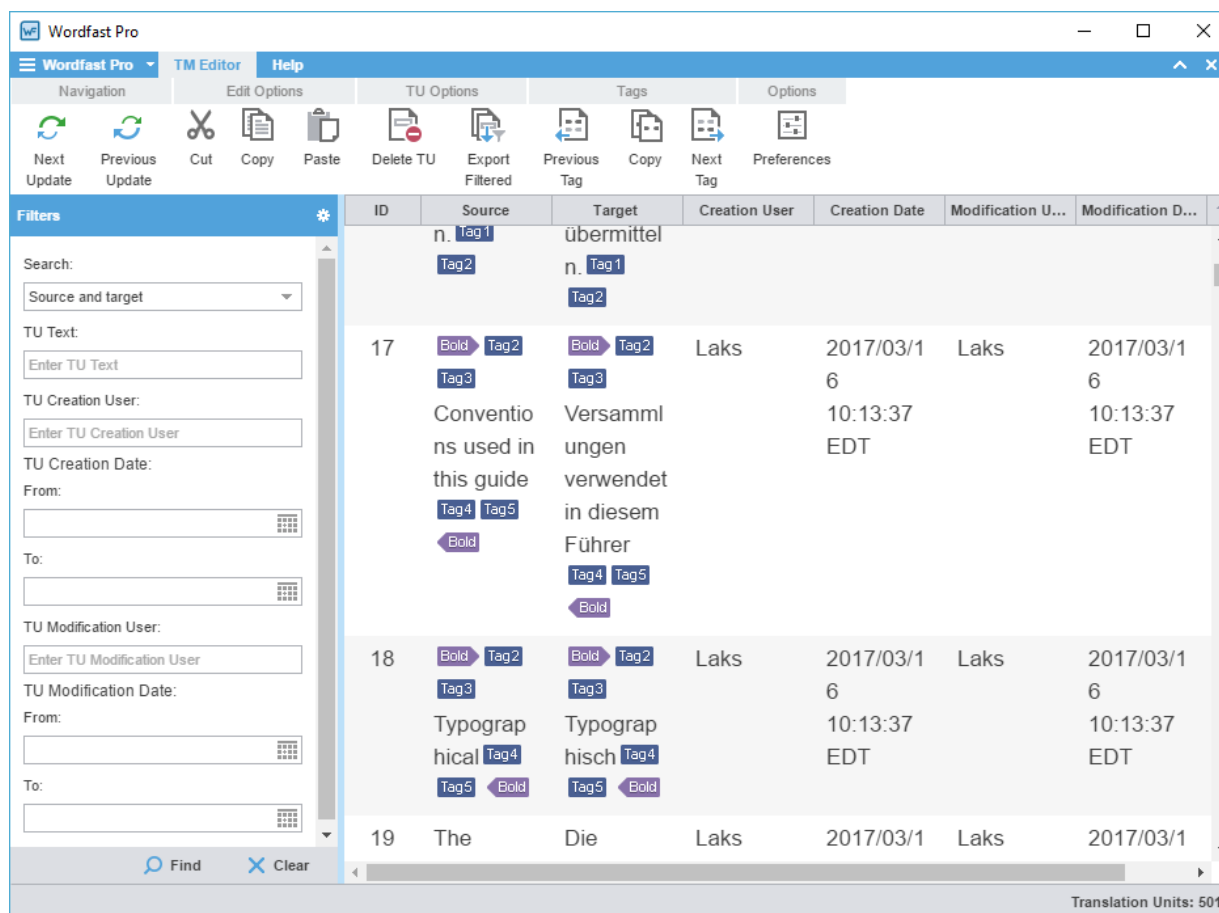 Wordfast Pro
Wordfast Pro TM Editor Help
Navigation Edit Options TU Options Tags Options
Next Update Previous Update Cut Copy Paste Delete TU Export Filtered Previous Tag Copy Next Tag Preferences
Filters
Search:
Source and target
TU Text:
Enter TU Text
TU Creation User:
Enter TU Creation User
TU Creation Date:
From:
To:
TU Modification User:
Enter TU Modification User
TU Modification Date:
From:
To:
Find Clear
ID Source Target Creation User Creation Date Modification U... Modification D...
n. Tag1 übermittel
Tag2 n. Tag1
Tag2
17 Bold Tag2 Bold Tag2 Laks 2017/03/1 Laks 2017/03/1
Tag3 Tag3 6 6
Conventio Versamml 10:13:37 10:13:37
ns used in ungen EDT EDT
this guide verwendet
Tag4 Tag5 in diesem
Bold Führer
Tag4 Tag5
Bold
18 Bold Tag2 Bold Tag2 Laks 2017/03/1 Laks 2017/03/1
Tag3 Tag3 6 6
Typograp Typograp 10:13:37 10:13:37
hical Tag4 hisch Tag4 EDT EDT
Tag5 Bold Tag5 Bold
19 The Die Laks 2017/03/1 Laks 2017/03/1
Translation Units: 501